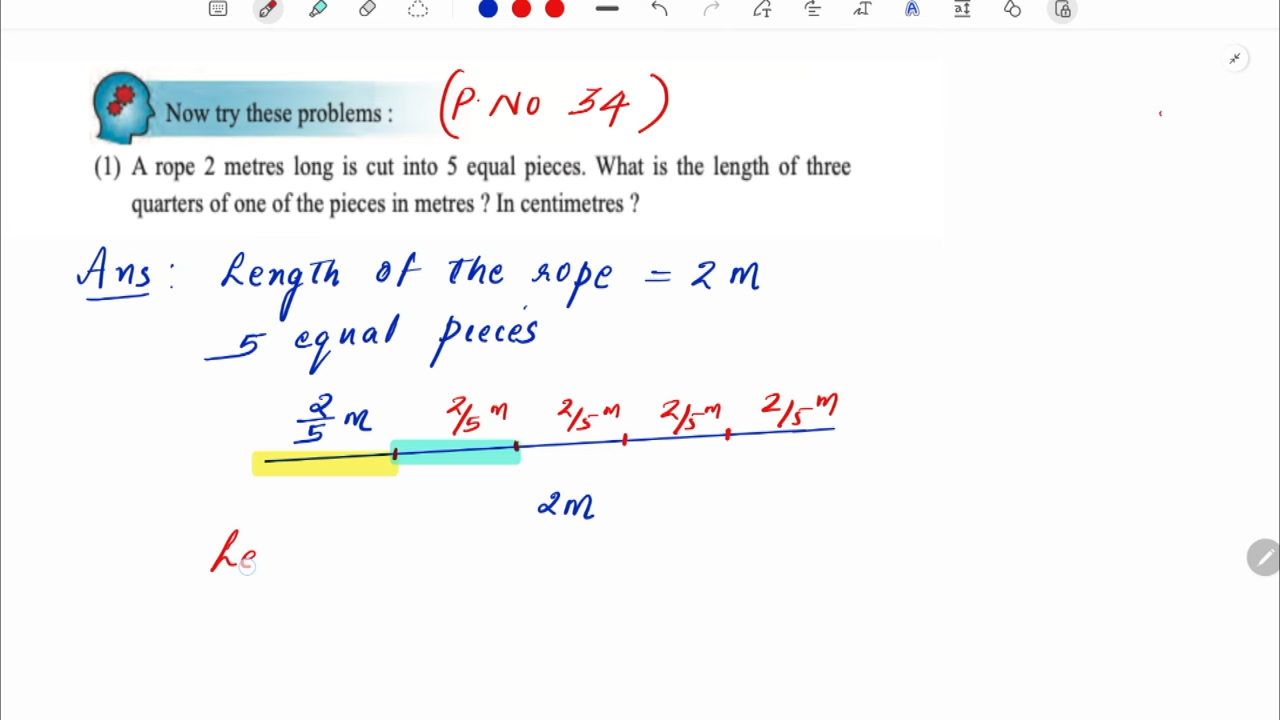 Now try these problems : (P. No 34)
(1) A rope 2 metres long is cut into 5 equal pieces. What is the length of three
quarters of one of the pieces in metres ? In centimetres ?
Ans : Length of the rope = 2 m
5 equal pieces
2/5 m 2/5 m 2/5 m 2/5 m 2/5 m
2m
Le